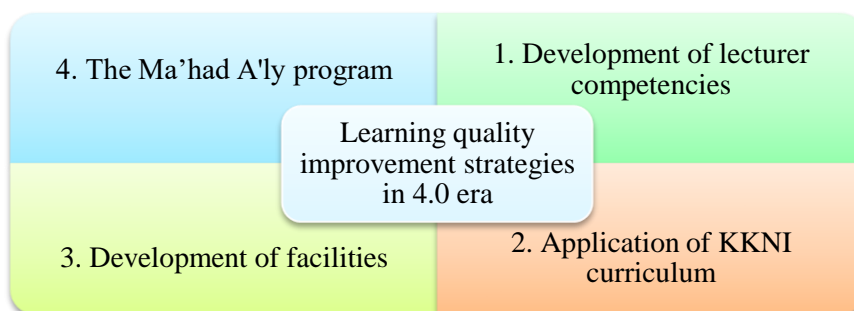 4. The Ma’had A'ly program
1. Development of lecturer
competencies
Learning quality
improvement strategies
in 4.0 era
3. Development of facilities
2. Application of KKNI
curriculum